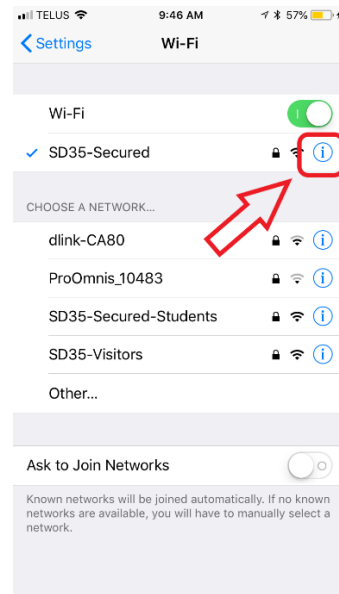 TELUS 9:46 AM 57%
Settings Wi-Fi
Wi-Fi
SD35-Secured
CHOOSE A NETWORK...
dlink-CA80
ProOmnis_10483
SD35-Secured-Students
SD35-Visitors
Other...
Ask to Join Networks
Known networks will be joined automatically. If no known
networks are available, you will have to manually select a
network.